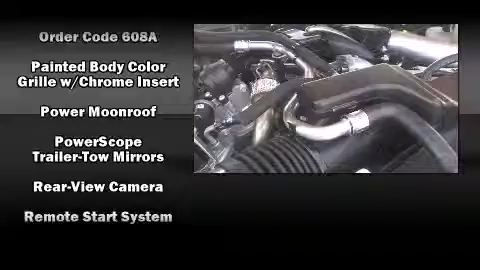 Order Code 608A
Painted Body Color
Grille w/Chrome Insert
Power Moonroof
PowerScope
Trailer-Tow Mirrors
Rear-View Camera
Remote Start System